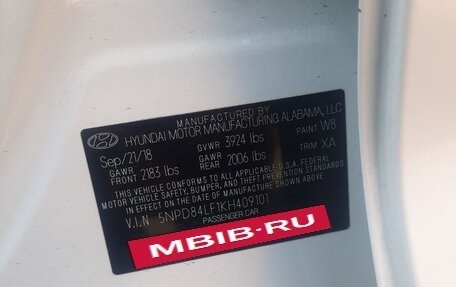 MANUFACTURED BY
HYUNDAI MOTOR MANUFACTURING ALABAMA, LLC
Sep/21/18 GVWR 3924 lbs PAINT W8
GAWR FRONT 2183 lbs GAWR REAR 2006 lbs TRIM XA
THIS VEHICLE CONFORMS TO ALL APPLICABLE FEDERAL
MOTOR VEHICLE SAFETY, BUMPER, AND THEFT PREVENTION STANDARDS
IN EFFECT ON THE DATE OF MANUFACTURE SHOWN ABOVE.
V.I.N 5NPD84LF1KH409101
PASSENGER CAR
MBIB-RU